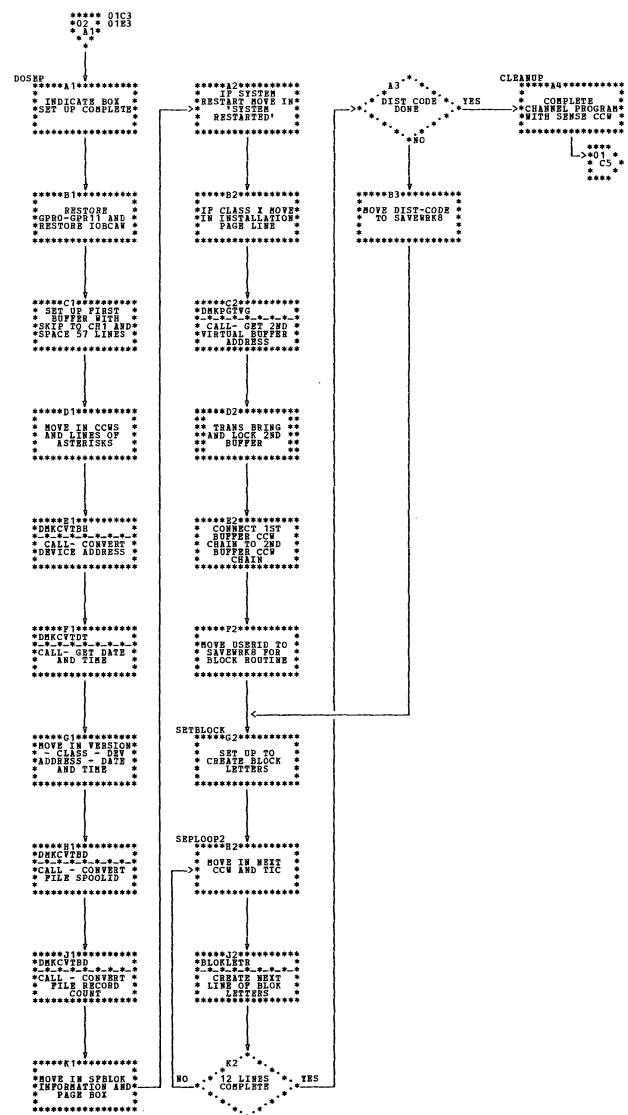 01C3
02 01E3
A1
DOSEP
A1
INDICATE BOX
SET UP COMPLETE
B1
RESTORE
GPR0-GPR11 AND
RESTORE IOBCAW
C1
SET UP FIRST
BUFFER WITH
SKIP TO CH1 AND
SPACE 57 LINES
D1
MOVE IN CCWS
AND LINES OF
ASTERISKS
E1
DMKCVTBH
CALL- CONVERT
DEVICE ADDRESS
F1
DMKCVTDT
CALL- GET DATE
AND TIME
G1
MOVE IN VERSION
- CLASS - DEV
ADDRESS - DATE
AND TIME
H1
DMKCVTBD
CALL - CONVERT
FILE SPOOLID
J1
DMKCVTBD
CALL - CONVERT
FILE RECORD
COUNT
K1
MOVE IN SFBLOK
INFORMATION AND
PAGE BOX
A2
IF SYSTEM
RESTART MOVE IN
'SYSTEM
RESTARTED'
B2
IF CLASS X MOVE
IN INSTALLATION
PAGE LINE
C2
DMKPGTVG
CALL- GET 2ND
VIRTUAL BUFFER
ADDRESS
D2
TRANS BRING
AND LOCK 2ND
BUFFER
E2
CONNECT 1ST
BUFFER CCW
CHAIN TO 2ND
BUFFER CCW
CHAIN
F2
MOVE USERID TO
SAVEWRK8 FOR
BLOCK ROUTINE
SETBLOCK
G2
SET UP TO
CREATE BLOCK
LETTERS
SEPLOOP2
H2
MOVE IN NEXT
CCW AND TIC
J2
BLOKLETR
CREATE NEXT
LINE OF BLOK
LETTERS
K2
NO 12 LINES YES
COMPLETE
A3
DIST CODE YES
DONE
NO
B3
MOVE DIST-CODE
TO SAVEWRK8
CLEANUP
A4
COMPLETE
CHANNEL PROGRAM
WITH SENSE CCW
01
C5